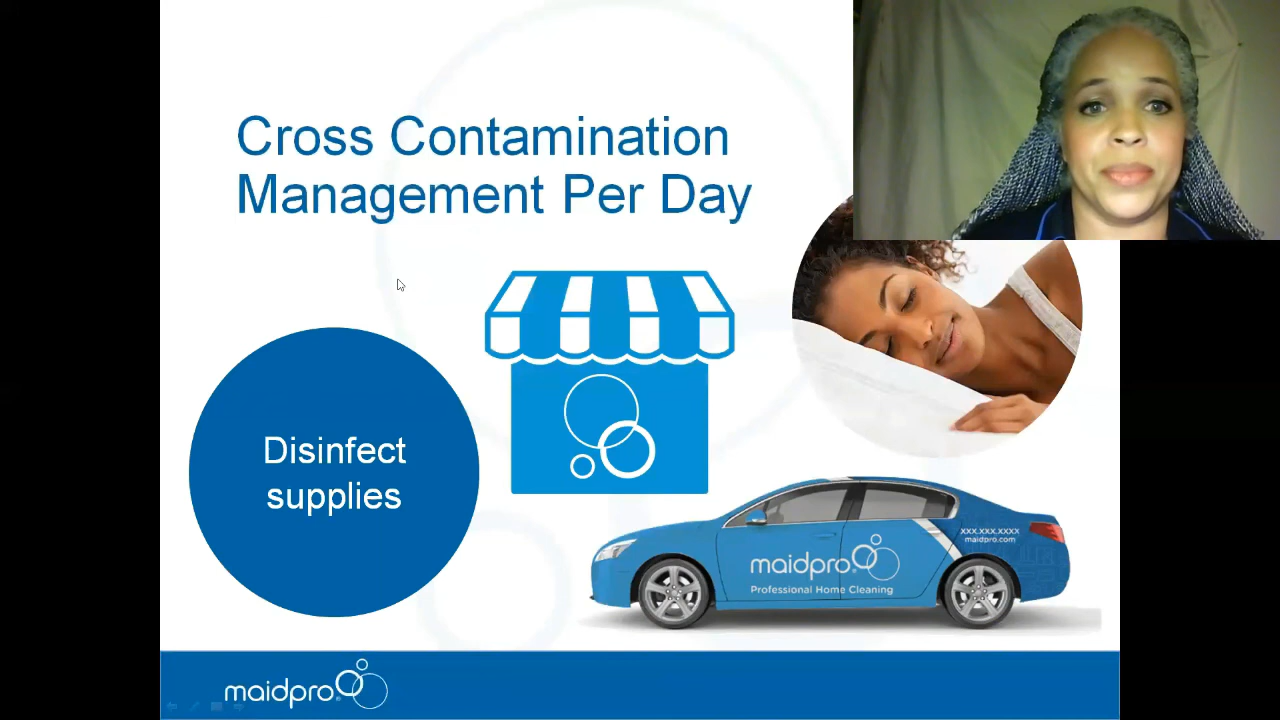 Cross Contamination
Management Per Day
Disinfect
supplies
xxx.xxx.xxxx
maidpro.com
maidpro®
Professional Home Cleaning
maidpro®